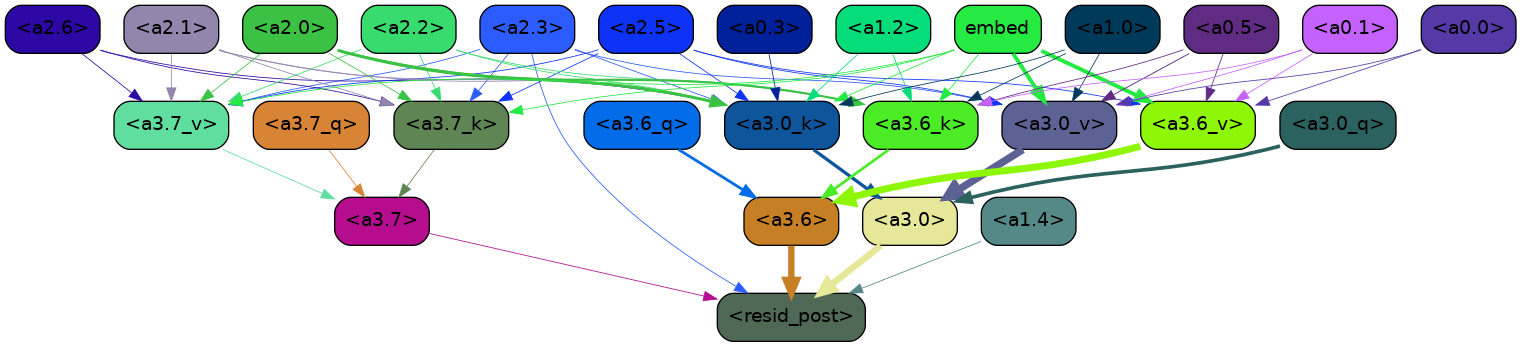 <a2.6> <a2.1> <a2.0> <a2.2> <a2.3> <a2.5> <a0.3> <a1.2> embed <a1.0> <a0.5> <a0.1> <a0.0>
<a3.7_v> <a3.7_q> <a3.7_k> <a3.6_q> <a3.0_k> <a3.6_k> <a3.0_v> <a3.6_v> <a3.0_q>
<a3.7> <a3.6> <a3.0> <a1.4>
<resid_post>